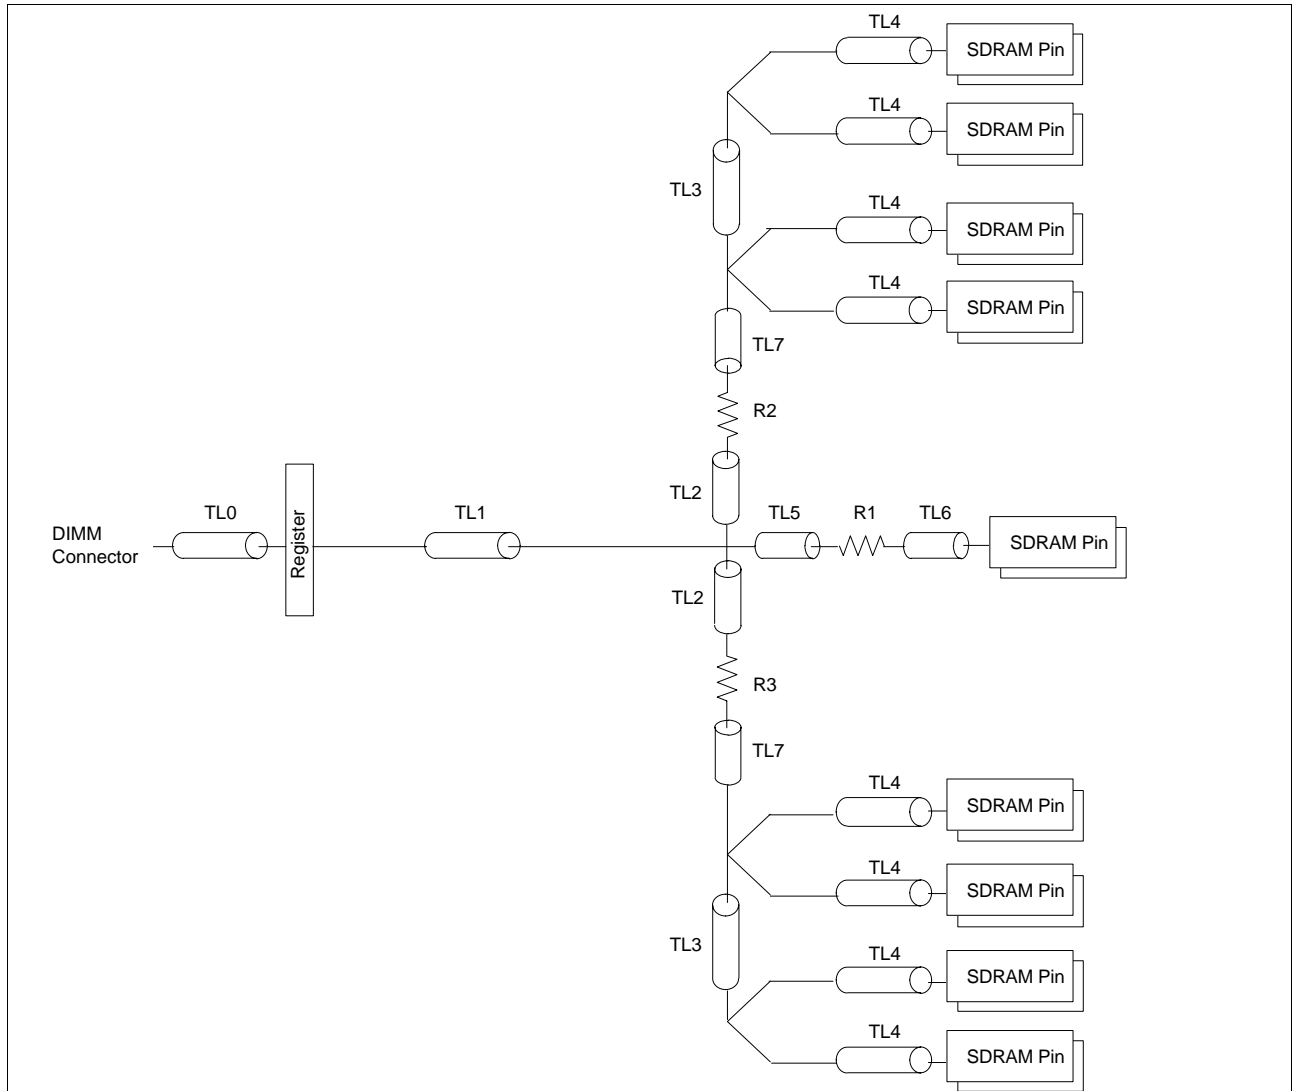 TL4
SDRAM Pin
TL4
SDRAM Pin
TL3
TL4
SDRAM Pin
TL4
SDRAM Pin
TL7
R2
TL2
DIMM
Connector
TL0
Register
TL1
TL5
R1
TL6
SDRAM Pin
TL2
R3
TL7
TL4
SDRAM Pin
TL4
SDRAM Pin
TL3
TL4
SDRAM Pin
TL4
SDRAM Pin